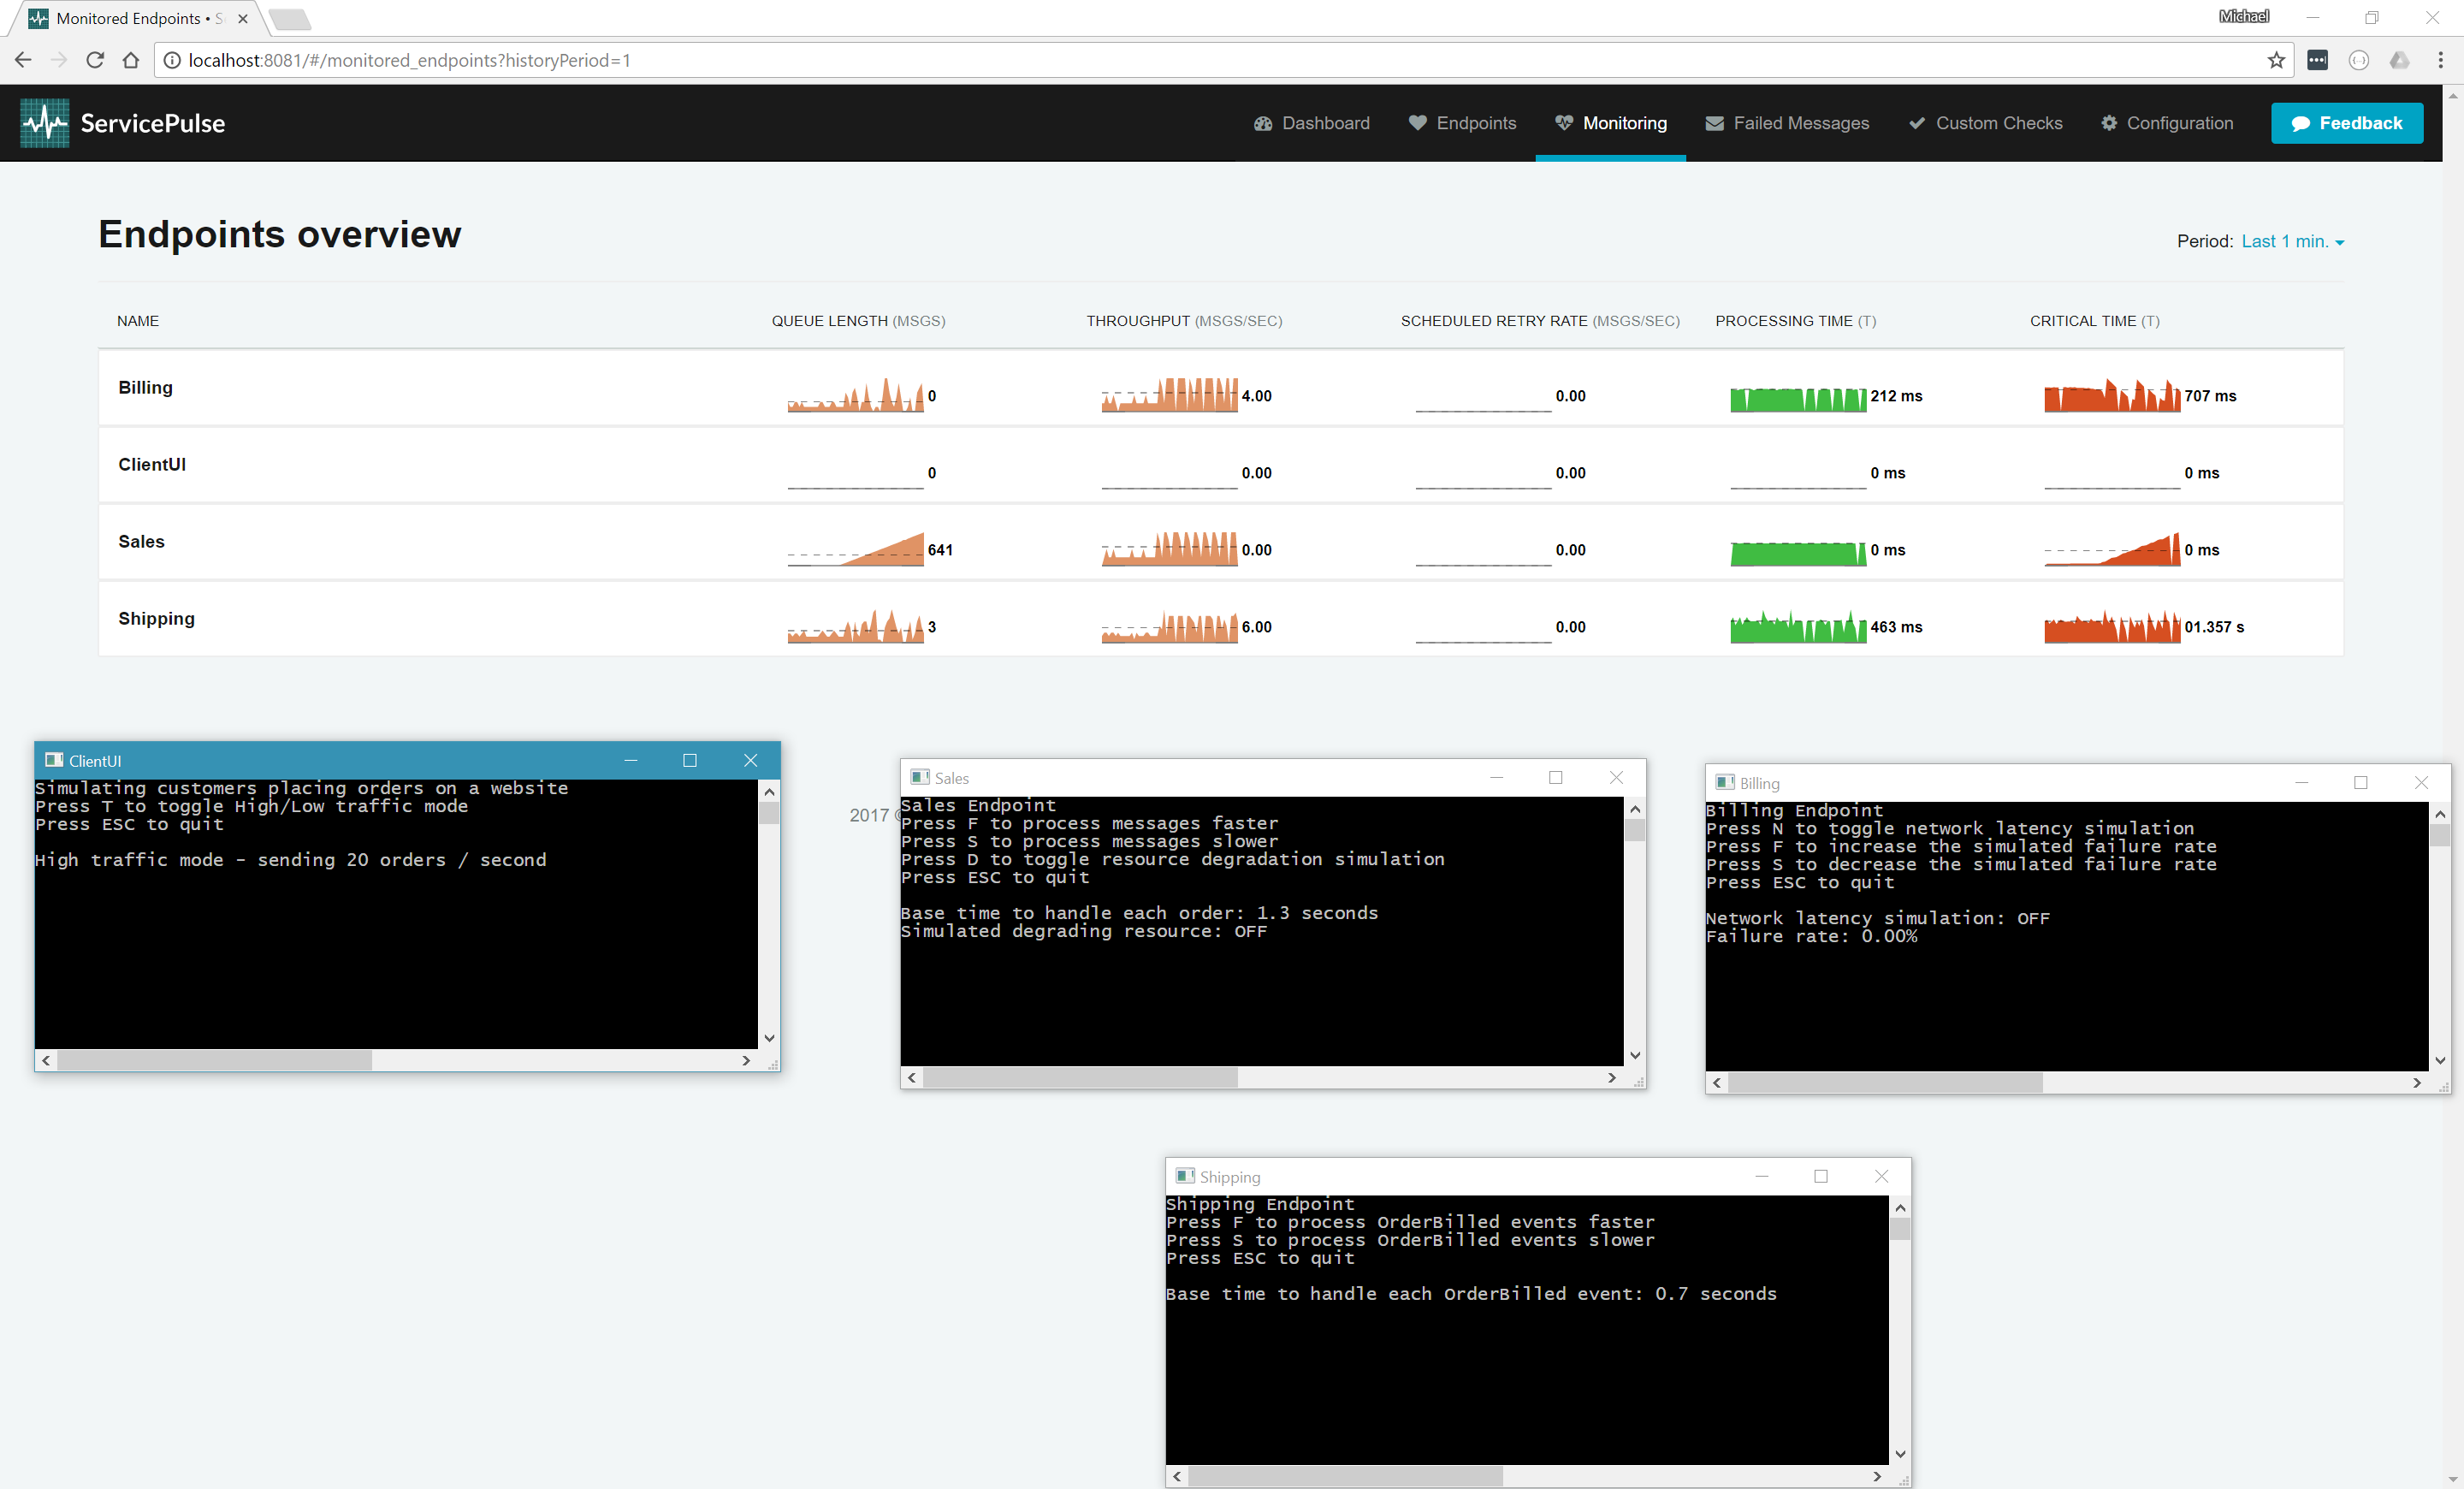 Monitored Endpoints • S
Michael
localhost:8081/#/monitored_endpoints?historyPeriod=1
ServicePulse
Dashboard
Endpoints
Monitoring
Failed Messages
Custom Checks
Configuration
Feedback
Endpoints overview
Period: Last 1 min.
NAME QUEUE LENGTH (MSGS) THROUGHPUT (MSGS/SEC) SCHEDULED RETRY RATE (MSGS/SEC) PROCESSING TIME (T) CRITICAL TIME (T)
Billing 0 4.00 0.00 212 ms 707 ms
ClientUI 0 0.00 0.00 0 ms 0 ms
Sales 641 0.00 0.00 0 ms 0 ms
Shipping 3 6.00 0.00 463 ms 01.357 s
ClientUI
Simulating customers placing orders on a website
Press T to toggle High/Low traffic mode
Press ESC to quit
High traffic mode - sending 20 orders / second
2017 ©
Sales
Sales Endpoint
Press F to process messages faster
Press S to process messages slower
Press D to toggle resource degradation simulation
Press ESC to quit
Base time to handle each order: 1.3 seconds
Simulated degrading resource: OFF
Billing
Billing Endpoint
Press N to toggle network latency simulation
Press F to increase the simulated failure rate
Press S to decrease the simulated failure rate
Press ESC to quit
Network latency simulation: OFF
Failure rate: 0.00%
Shipping
Shipping Endpoint
Press F to process OrderBilled events faster
Press S to process OrderBilled events slower
Press ESC to quit
Base time to handle each OrderBilled event: 0.7 seconds